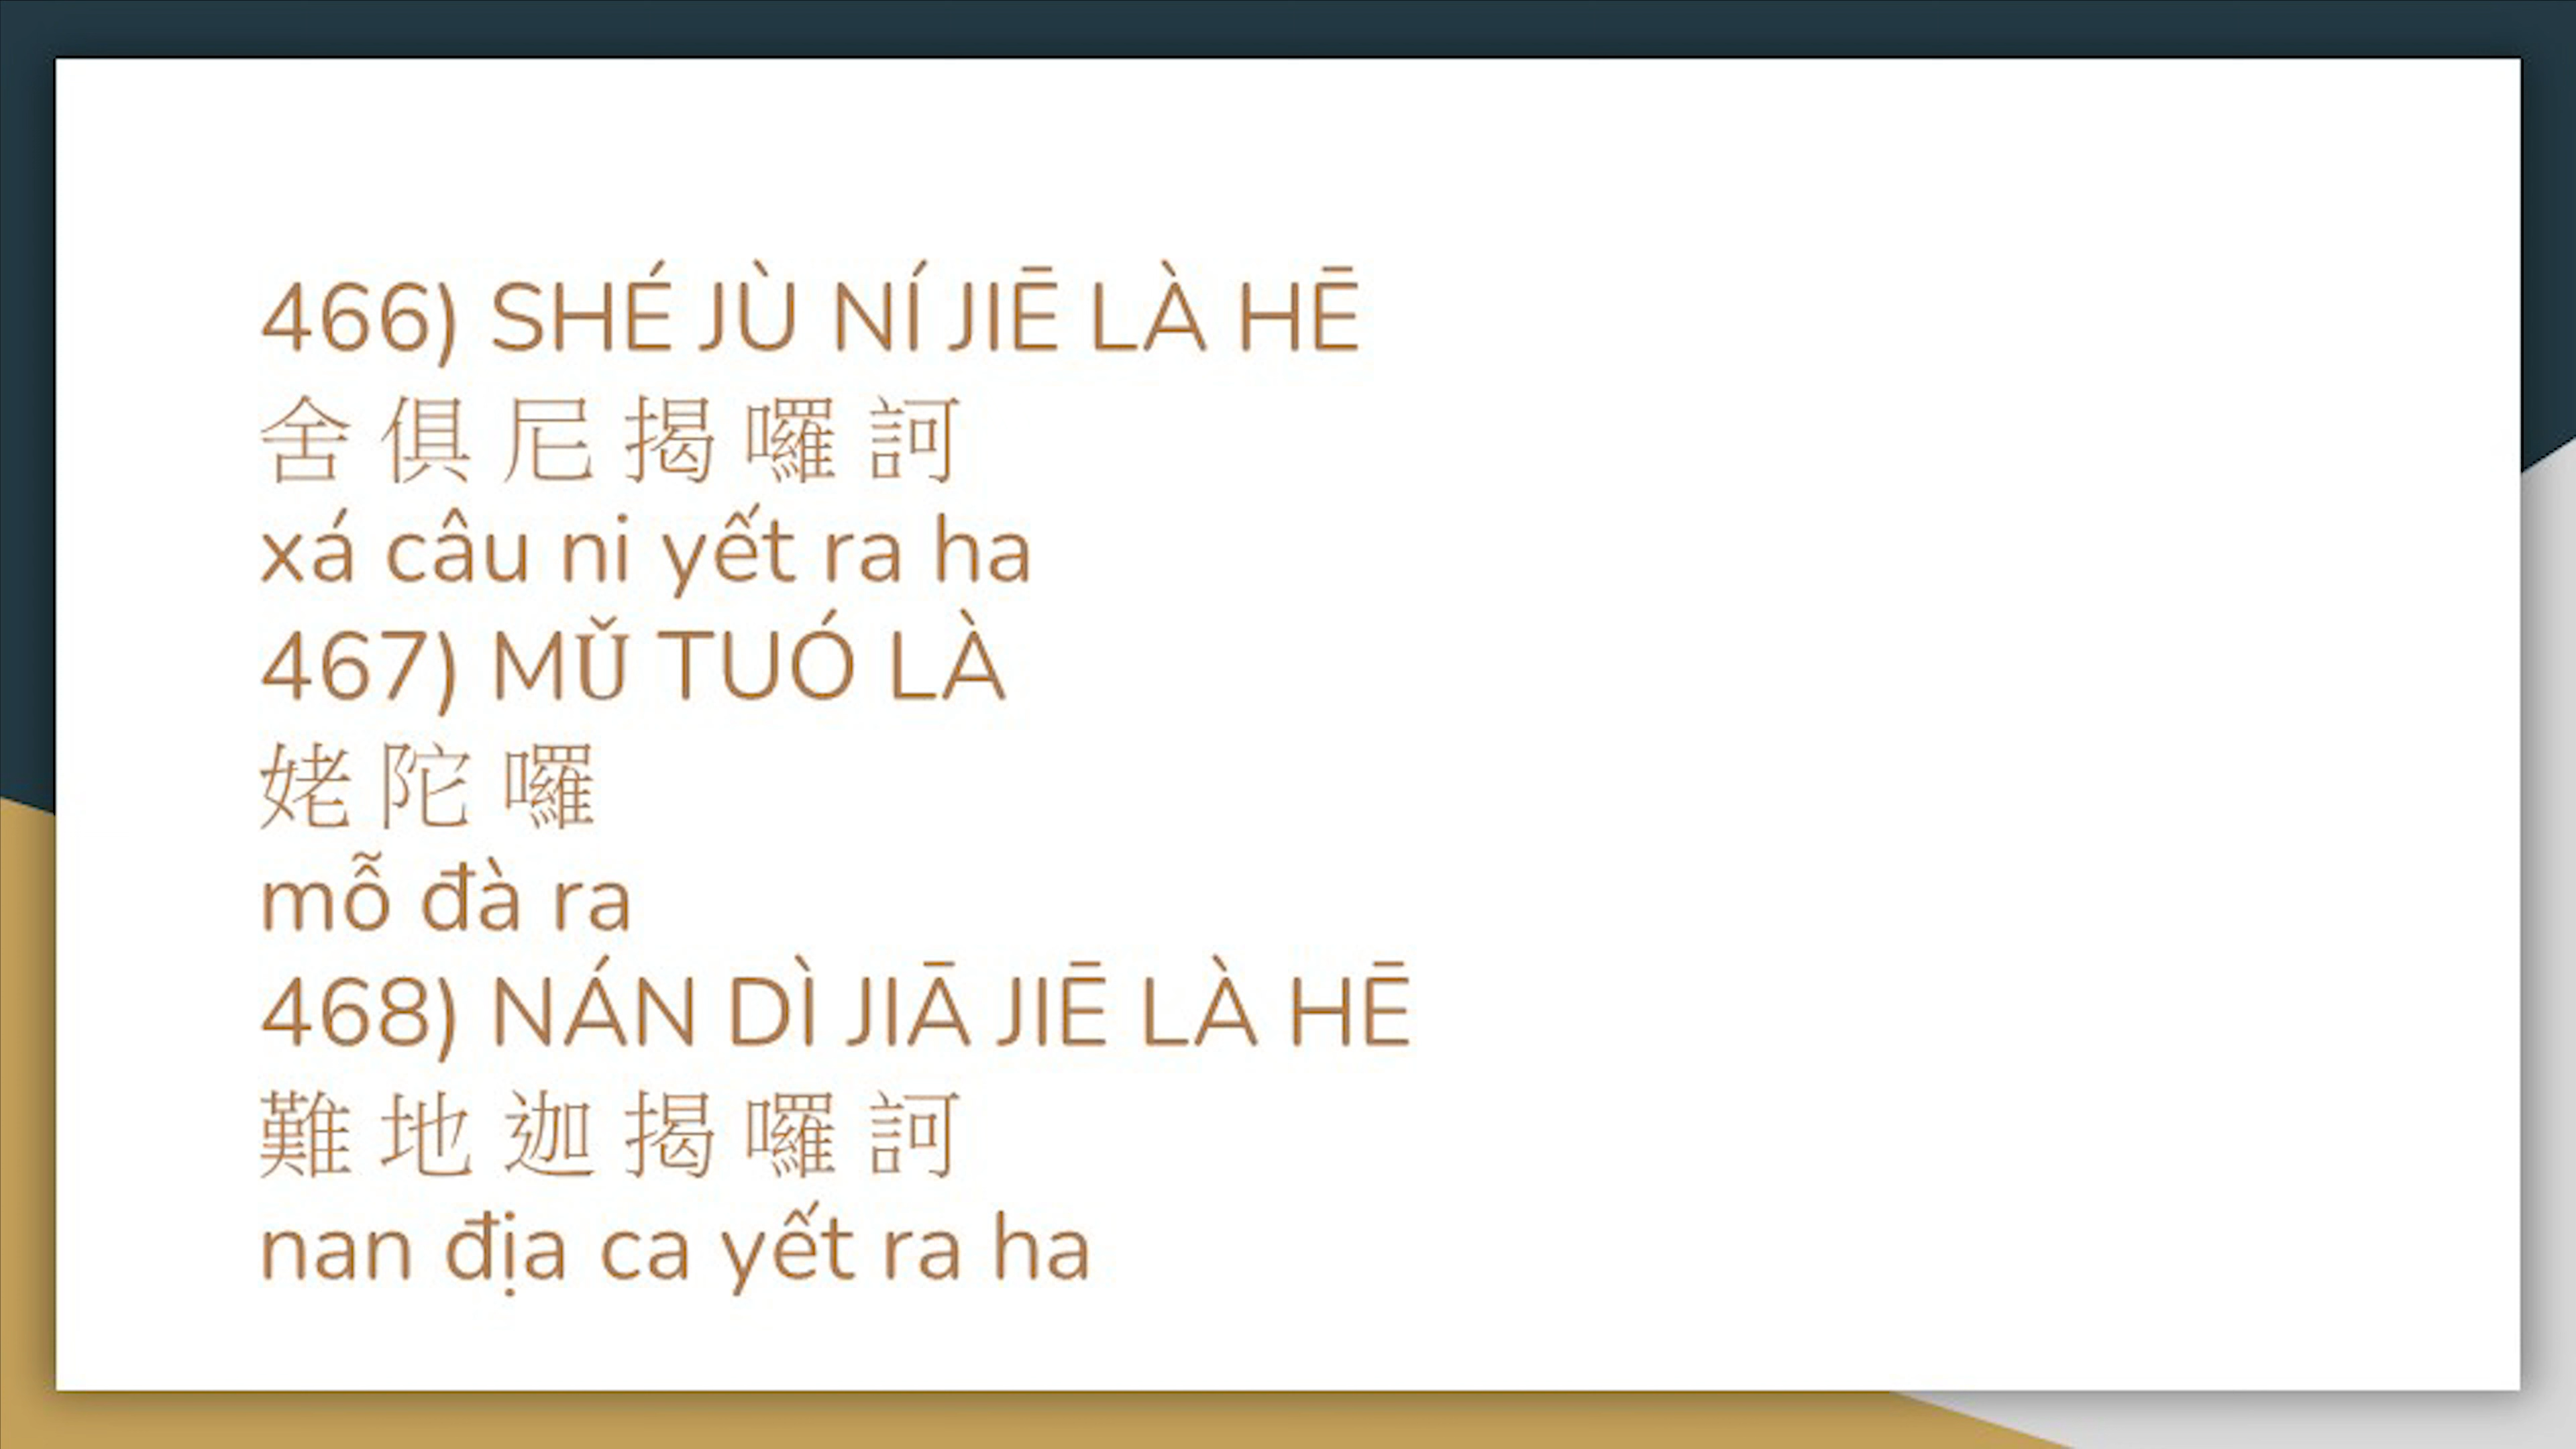 466) SHÉ JÙ NÍ JIĒ LÀ HĒ
舍 俱 尼 揭 囉 訶
xá câu ni yết ra ha
467) MǓ TUÓ LÀ
姥 陀 囉
mỗ đà ra
468) NÁN DÌ JIĀ JIĒ LÀ HĒ
難 地 迦 揭 囉 訶
nan địa ca yết ra ha